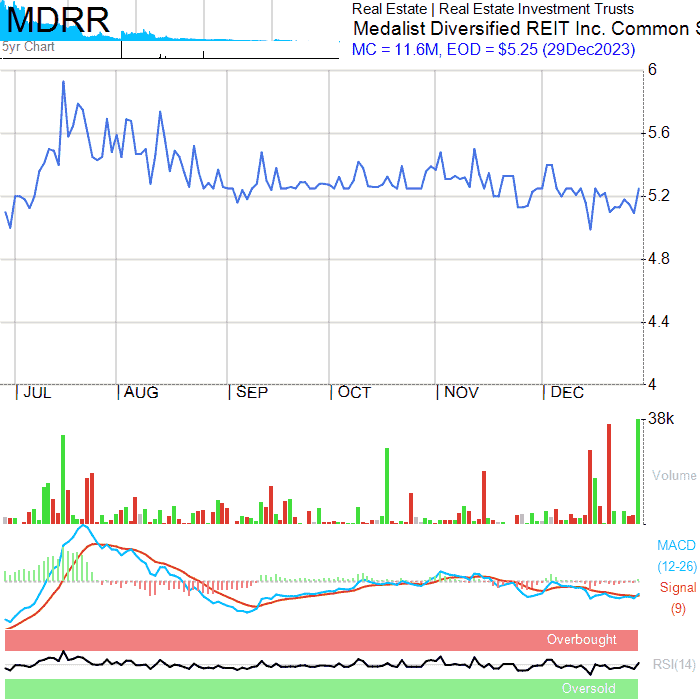 MDRR
5yr Chart
Real Estate | Real Estate Investment Trusts
Medalist Diversified REIT Inc. Common S
MC = 11.6M, EOD = $5.25 (29Dec2023)
6
5.6
5.2
4.8
4.4
4
JUL AUG SEP OCT NOV DEC
38k
Volume
MACD
(12-26)
Signal
(9)
Overbought
RSI(14)
Oversold